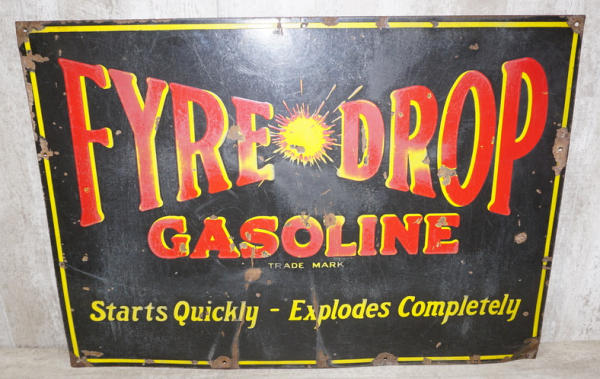 FYRE DROP
GASOLINE
TRADE MARK
Starts Quickly - Explodes Completely